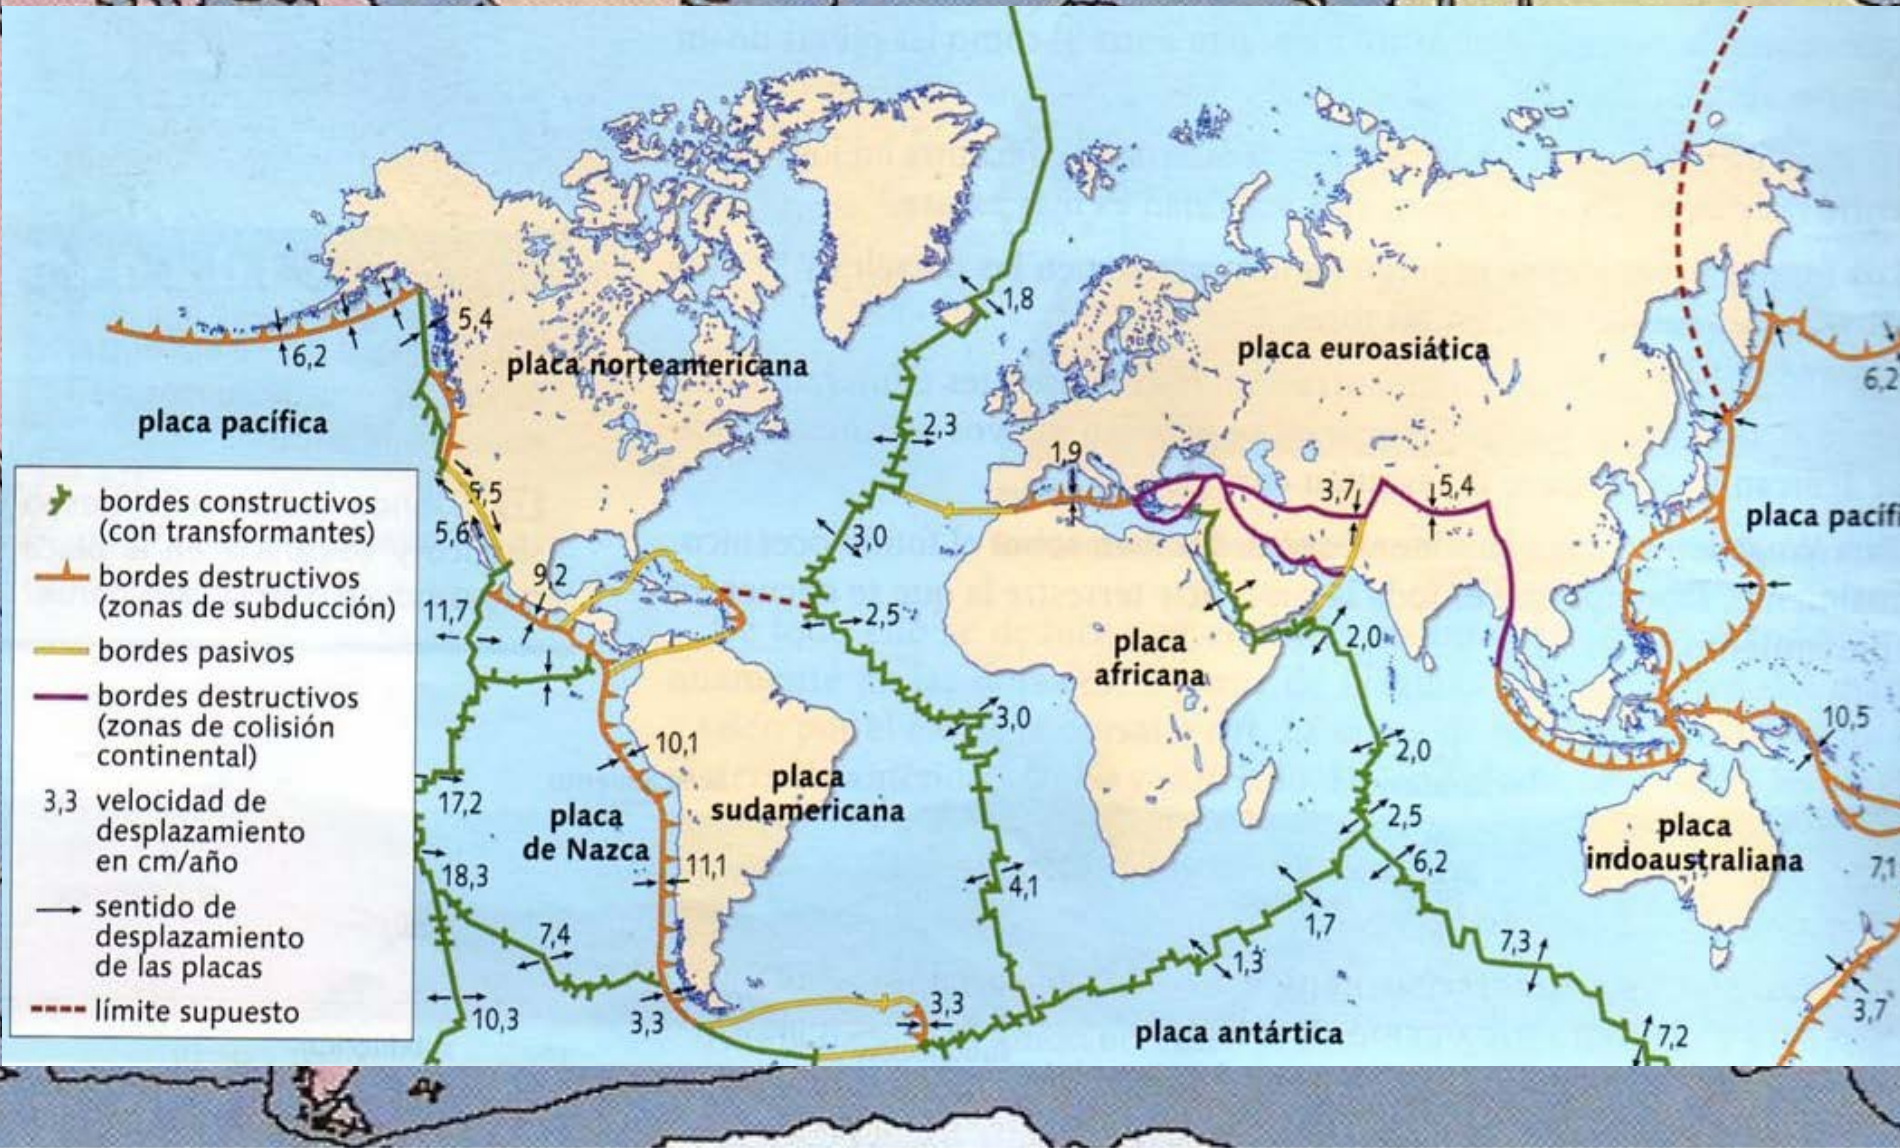 1,8
5,4
placa norteamericana
placa euroasiática
16,2
6,2
placa pacífica
2,3
1,9
5,5
3,7
5,4
placa pacífi
5,6
3,0
9,2
11,7
2,5
2,0
placa
africana
3,0
10,1
2,0
10,5
placa
sudamericana
17,2
placa
de Nazca
2,5
placa
indoaustraliana
6,2
11,1
18,3
4,1
7,1
1,7
7,4
7,3
1,3
10,3
3,3
3,3
placa antártica
3,7
7,2
bordes constructivos
(con transformantes)
bordes destructivos
(zonas de subducción)
bordes pasivos
bordes destructivos
(zonas de colisión
continental)
3,3 velocidad de
desplazamiento
en cm/año
sentido de
desplazamiento
de las placas
límite supuesto